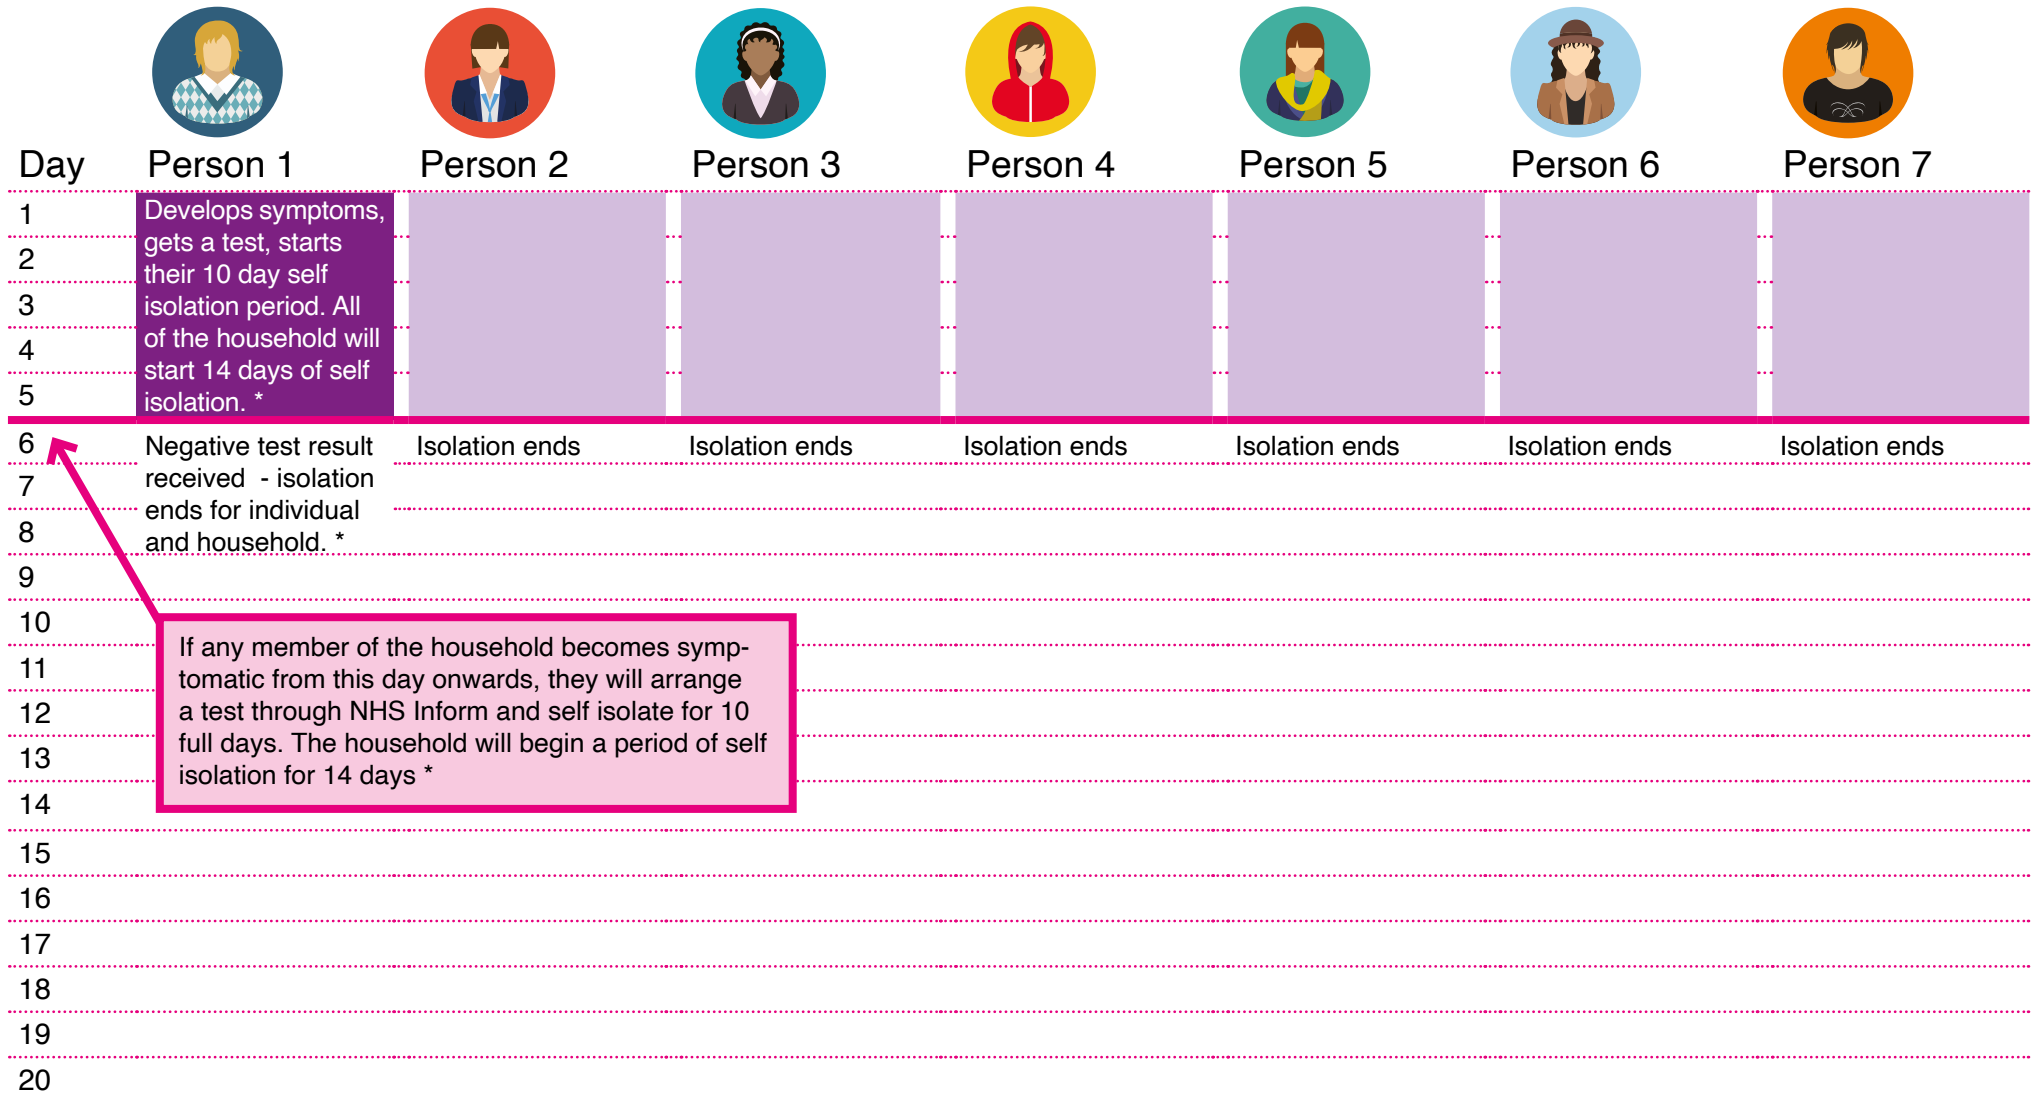 Day Person 1 Person 2 Person 3 Person 4 Person 5 Person 6 Person 7
1
2
3
4
5
Develops symptoms,
gets a test, starts
their 10 day self
isolation period. All
of the household will
start 14 days of self
isolation. *
6
7
8
Negative test result
received - isolation
ends for individual
and household. *
Isolation ends
Isolation ends
Isolation ends
Isolation ends
Isolation ends
Isolation ends
9
10
11
12
13
14
If any member of the household becomes symp-
tomatic from this day onwards, they will arrange
a test through NHS Inform and self isolate for 10
full days. The household will begin a period of self
isolation for 14 days *
15
16
17
18
19
20